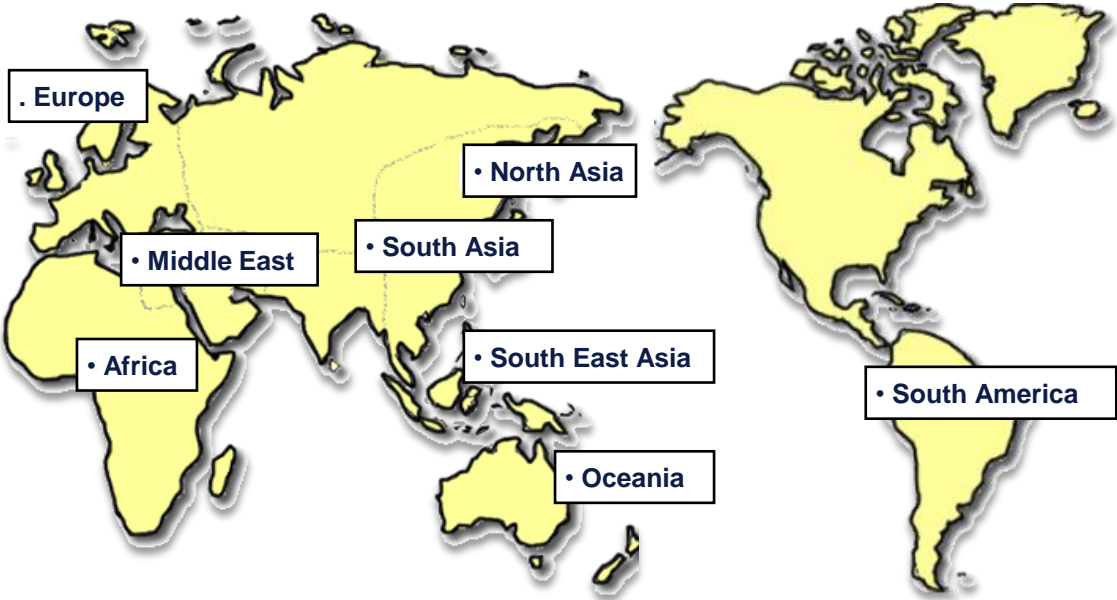 . Europe
• North Asia
• South Asia
• Middle East
• South East Asia
• Africa
• South America
• Oceania